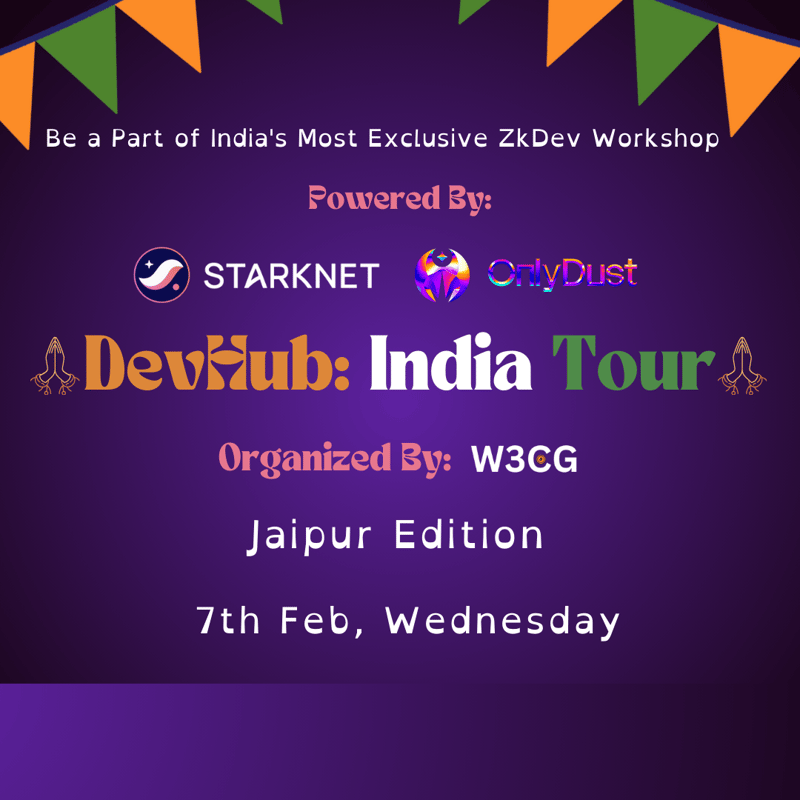 Be a Part of India's Most Exclusive ZkDev Workshop
Powered By:
STARKNET OnlyDust
DevHub: India Tour
Organized By: W3CG
Jaipur Edition
7th Feb, Wednesday